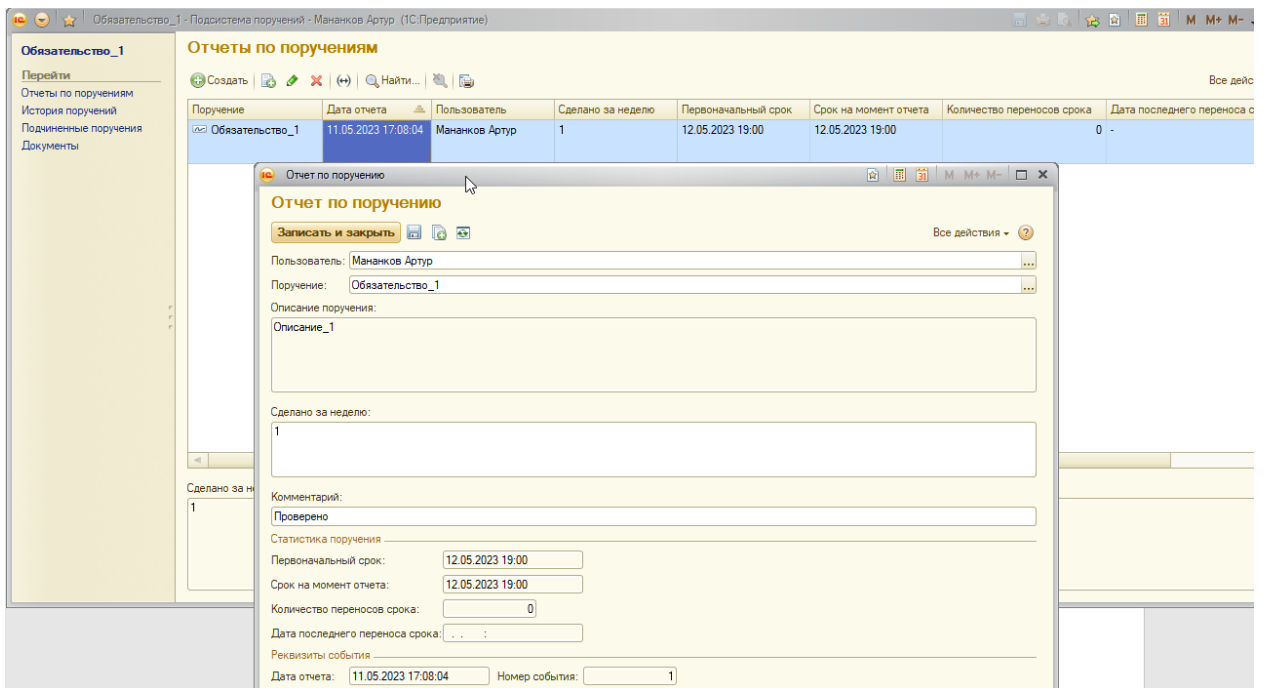 Обязательство_1 - Подсистема поручений - Мананков Артур (1С:Предприятие)
M M+ M-
Обязательство_1
Перейти
Отчеты по поручениям
История поручений
Подчиненные поручения
Документы
Отчеты по поручениям
Создать Найти... Все дейс
Поручение Дата отчета Пользователь Сделано за неделю Первоначальный срок Срок на момент отчета Количество переносов срока Дата последнего переноса с
Обязательство_1 11.05.2023 17:08:04 Мананков Артур 1 12.05.2023 19:00 12.05.2023 19:00 0 -
Сделано за н
1
Отчет по поручению
M M+ M-
Отчет по поручению
Записать и закрыть Все действия
Пользователь: Мананков Артур
Поручение: Обязательство_1
Описание поручения:
Описание_1
Сделано за неделю:
1
Комментарий:
Проверено
Статистика поручения
Первоначальный срок: 12.05.2023 19:00
Срок на момент отчета: 12.05.2023 19:00
Количество переносов срока: 0
Дата последнего переноса срока: . . :
Реквизиты события
Дата отчета: 11.05.2023 17:08:04 Номер события: 1